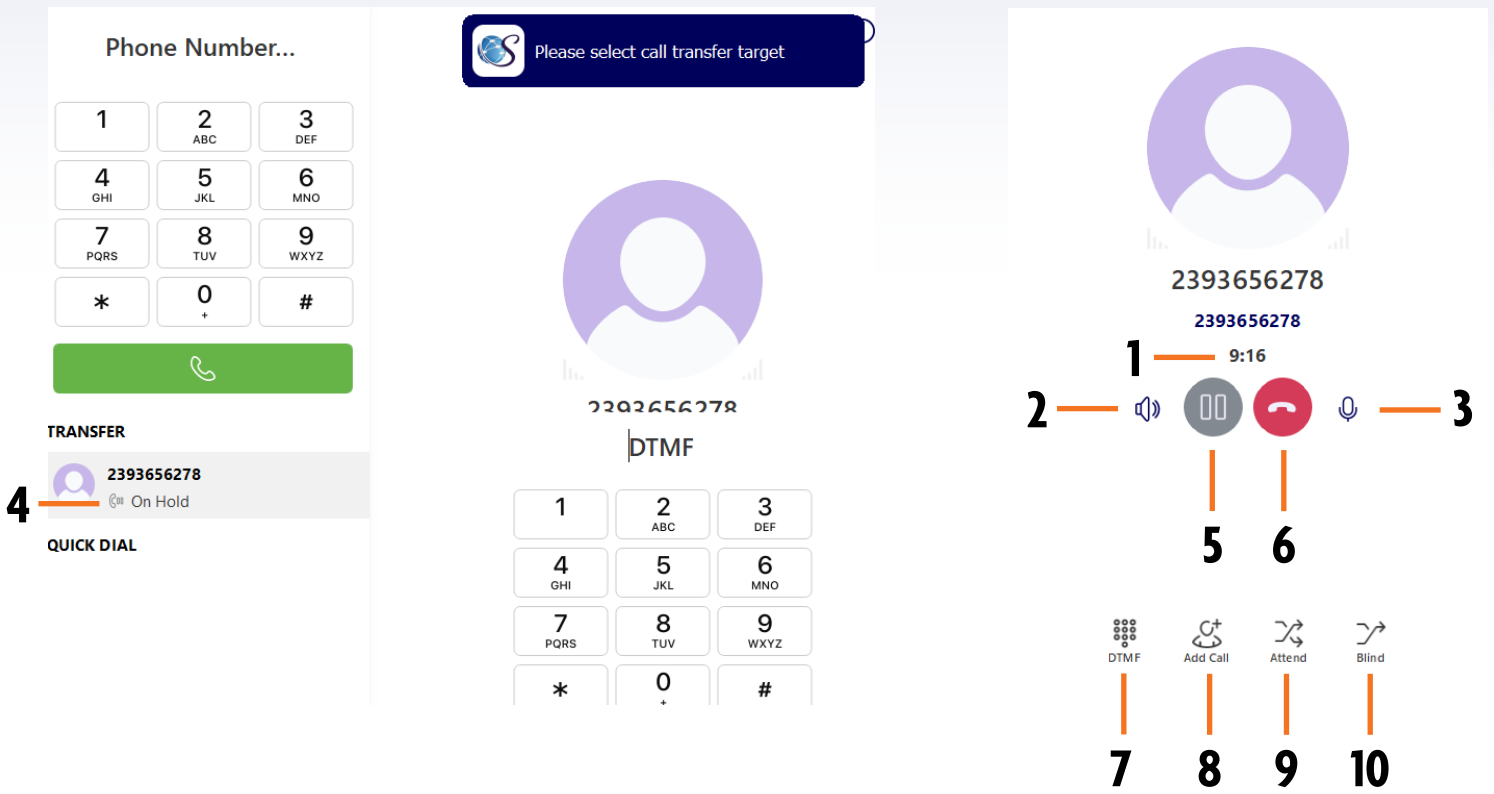 Phone Number...
1
2
3
ABC
DEF
4
5
6
GHI
JKL
MNO
7
8
9
PQRS
TUV
WXYZ
*
0
#
+
TRANSFER
2393656278
4
On Hold
QUICK DIAL
S
Please select call transfer target
2393656278
DTMF
1
2
3
ABC
DEF
4
5
6
GHI
JKL
MNO
7
8
9
PQRS
TUV
WXYZ
*
0
#
+
2393656278
2393656278
1
9:16
2
3
5
6
DTMF
Add Call
Attend
Blind
7
8
9
10